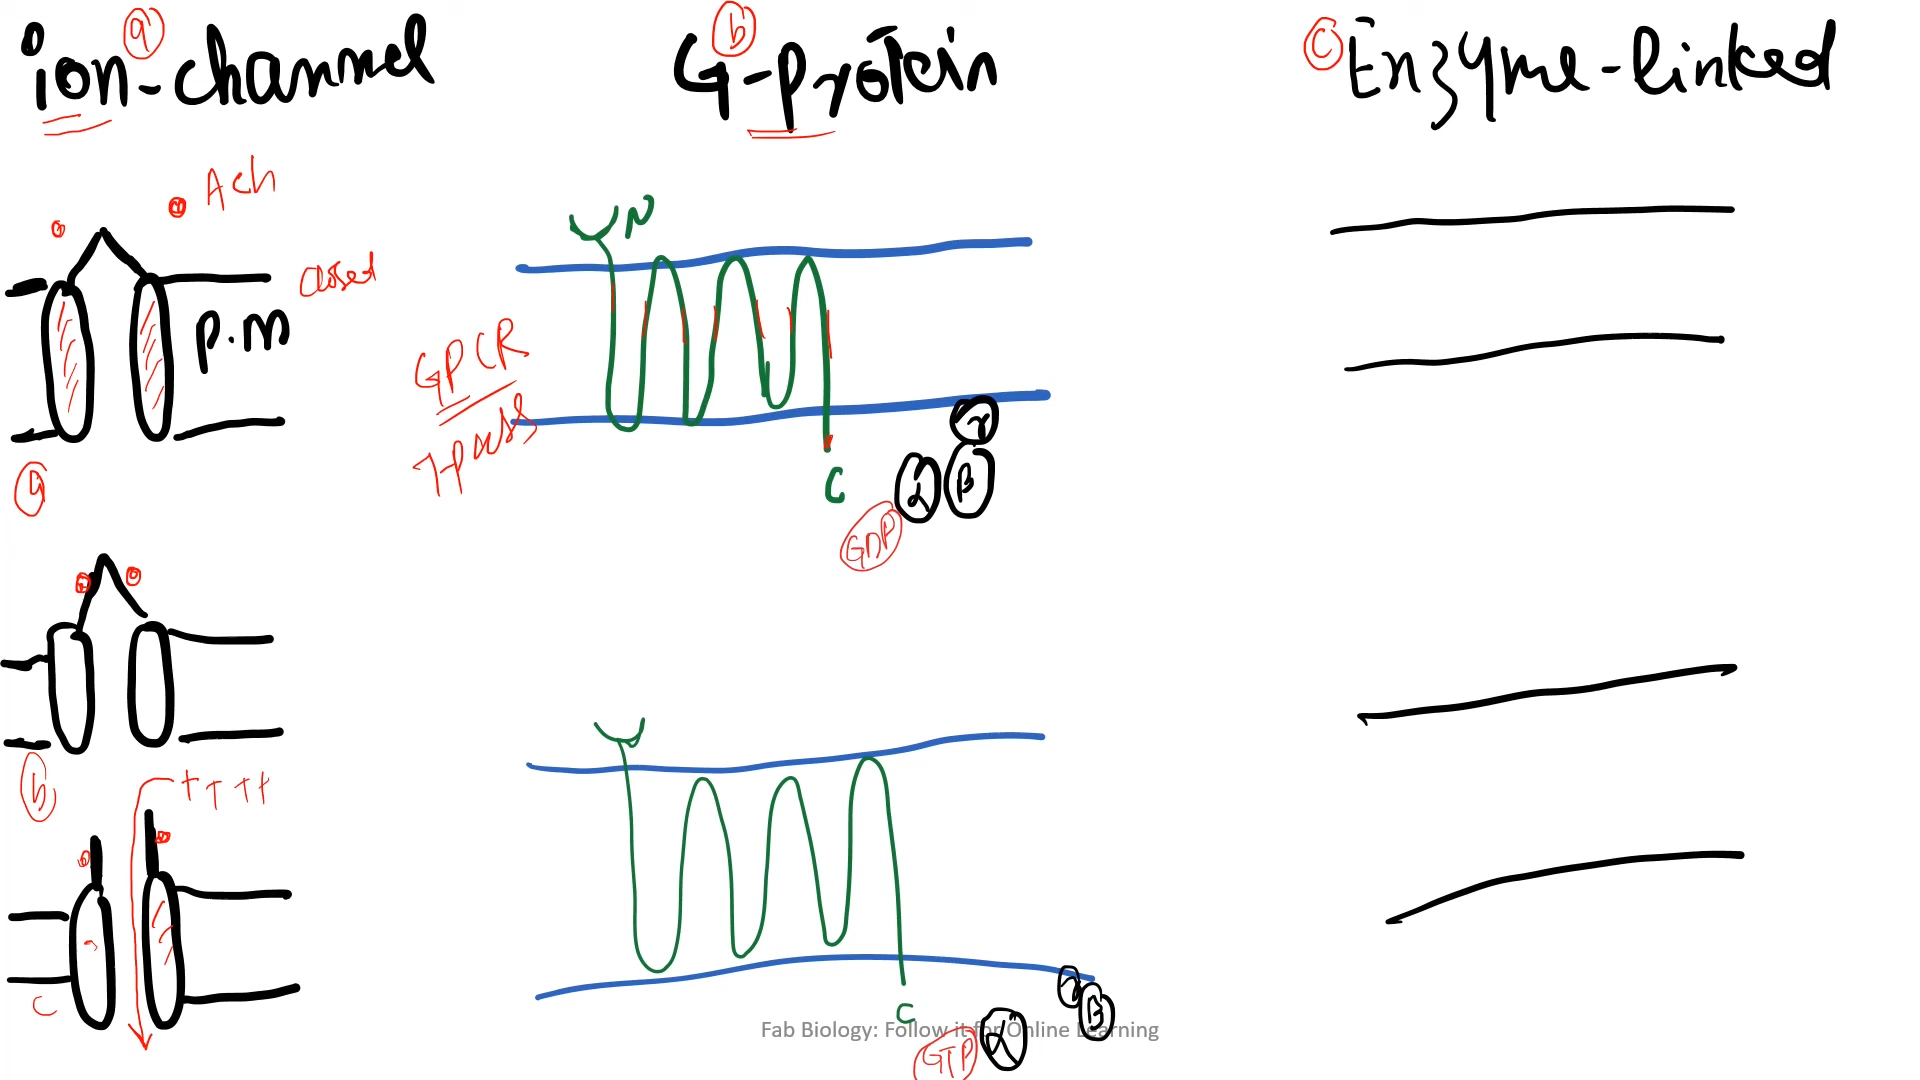 a
ion-channel
Ach
Closed
P.M
a
b
++++
C
b
G-Protein
N
GPCR
7-pass
C
γ
α β
GDP
C
γ
β
α
GTP
Fab Biology: Follow it for Online Learning
C
Enzyme-linked